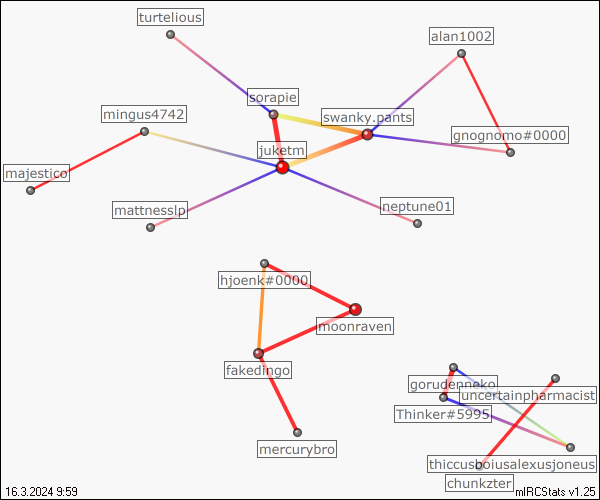 turtelious
alan1002
sorapie
mingus4742
swanky.pants
gnognomo#0000
juketm
majestico
mattnesslp
neptune01
hjoenk#0000
moonraven
fakedingo
gorudenneko
uncertainpharmacist
Thinker#5995
mercurybro
thiccusboiusalexusjoneus
chunkzter
16.3.2024 9:59
mIRCStats v1.25